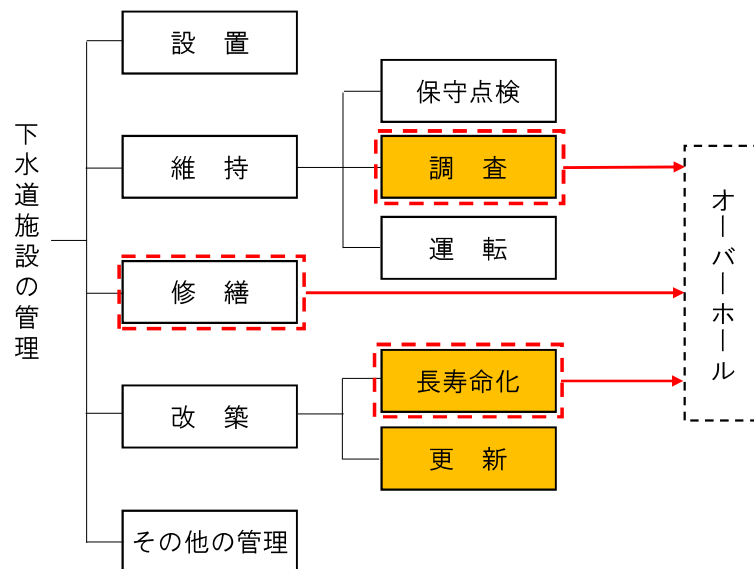 下水道施設の管理
設 置
維 持
修 繕
改 築
その他の管理
保守点検
調 査
運 転
長寿命化
更 新
オーバーホール